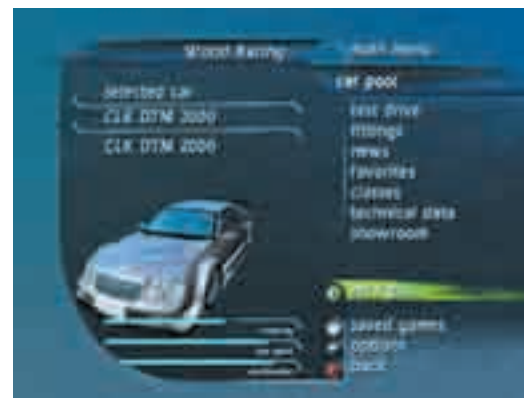 World Racing
main menu
car pool
selected car
CLK DTM 2000
CLK DTM 2000
test drive
fittings
news
favorites
classes
technical data
showroom
saved games
options
back